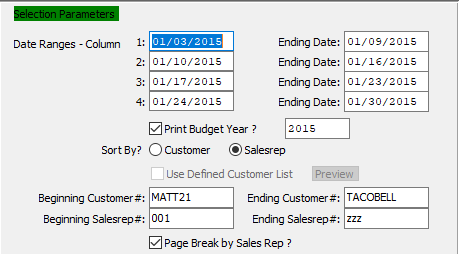 Selection Parameters
Date Ranges - Column 1: 01/03/2015 Ending Date: 01/09/2015
2: 01/10/2015 Ending Date: 01/16/2015
3: 01/17/2015 Ending Date: 01/23/2015
4: 01/24/2015 Ending Date: 01/30/2015
Print Budget Year ? 2015
Sort By? Customer Salesrep
Use Defined Customer List Preview
Beginning Customer#: MATT21 Ending Customer#: TACOBELL
Beginning Salesrep#: 001 Ending Salesrep#: zzz
Page Break by Sales Rep ?